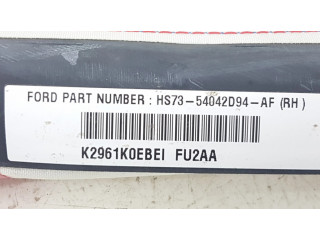 FORD PART NUMBER : HS73-54042D94-AF (RH)
K2961K0EBEI FU2AA